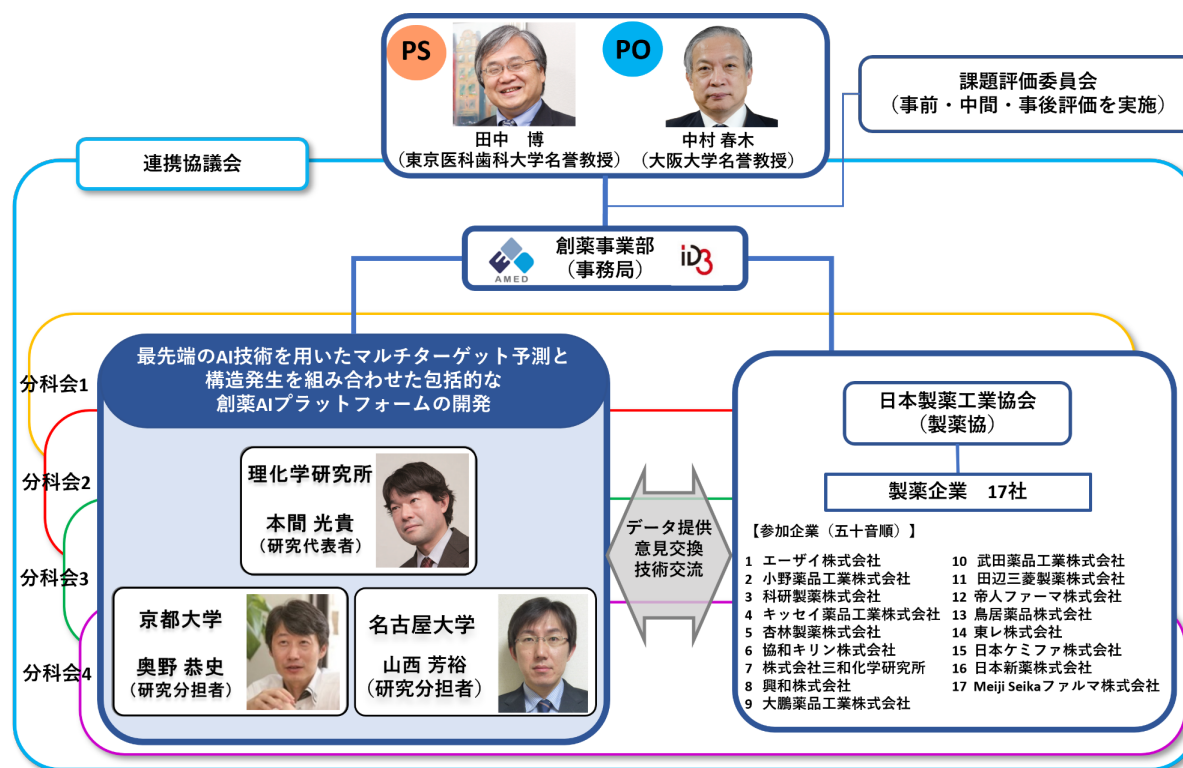 PS
PO
田中　博
（東京医科歯科大学名誉教授）
中村 春木
（大阪大学名誉教授）
課題評価委員会
（事前・中間・事後評価を実施）
連携協議会
AMED
創薬事業部
（事務局）
iD3
最先端のAI技術を用いたマルチターゲット予測と
構造発生を組み合わせた包括的な
創薬AIプラットフォームの開発
分科会1
分科会2
分科会3
分科会4
理化学研究所
本間 光貴
（研究代表者）
京都大学
奥野 恭史
（研究分担者）
名古屋大学
山西 芳裕
（研究分担者）
データ提供
意見交換
技術交流
日本製薬工業協会
（製薬協）
製薬企業　17社
【参加企業（五十音順）】
1 エーザイ株式会社
2 小野薬品工業株式会社
3 科研製薬株式会社
4 キッセイ薬品工業株式会社
5 杏林製薬株式会社
6 協和キリン株式会社
7 株式会社三和化学研究所
8 興和株式会社
9 大鵬薬品工業株式会社
10 武田薬品工業株式会社
11 田辺三菱製薬株式会社
12 帝人ファーマ株式会社
13 鳥居薬品株式会社
14 東レ株式会社
15 日本ケミファ株式会社
16 日本新薬株式会社
17 Meiji Seikaファルマ株式会社